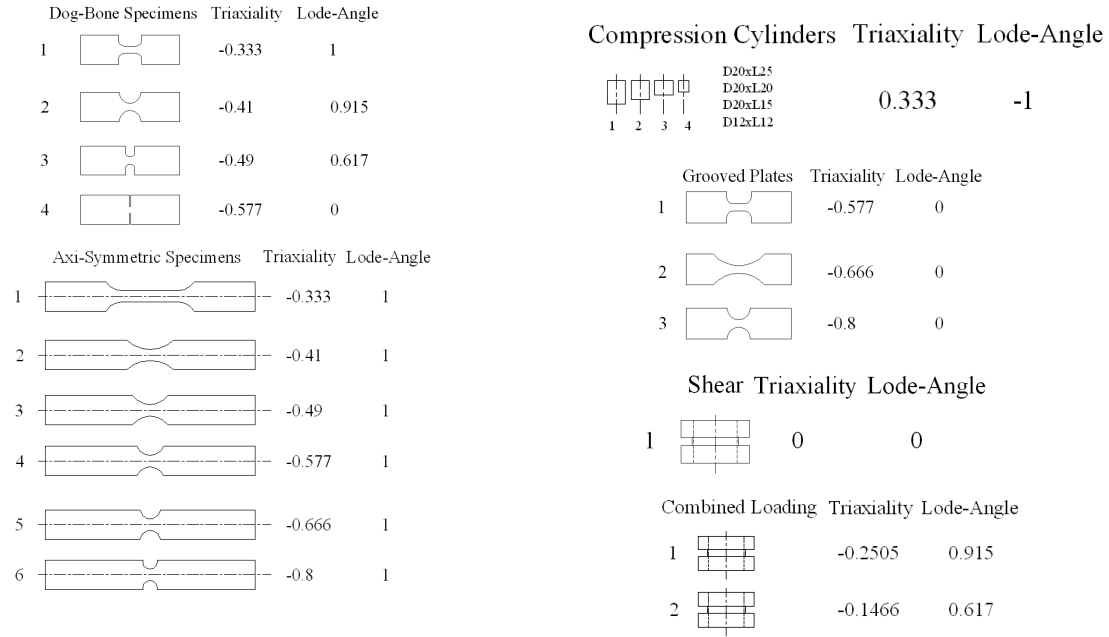 Dog-Bone Specimens Triaxiality Lode-Angle
1 -0.333 1
2 -0.41 0.915
3 -0.49 0.617
4 -0.577 0
Axi-Symmetric Specimens Triaxiality Lode-Angle
1 -0.333 1
2 -0.41 1
3 -0.49 1
4 -0.577 1
5 -0.666 1
6 -0.8 1
Compression Cylinders Triaxiality Lode-Angle
D20xL25
D20xL20
D20xL15
D12xL12
1 2 3 4
0.333 -1
Grooved Plates Triaxiality Lode-Angle
1 -0.577 0
2 -0.666 0
3 -0.8 0
Shear Triaxiality Lode-Angle
1 0 0
Combined Loading Triaxiality Lode-Angle
1 -0.2505 0.915
2 -0.1466 0.617